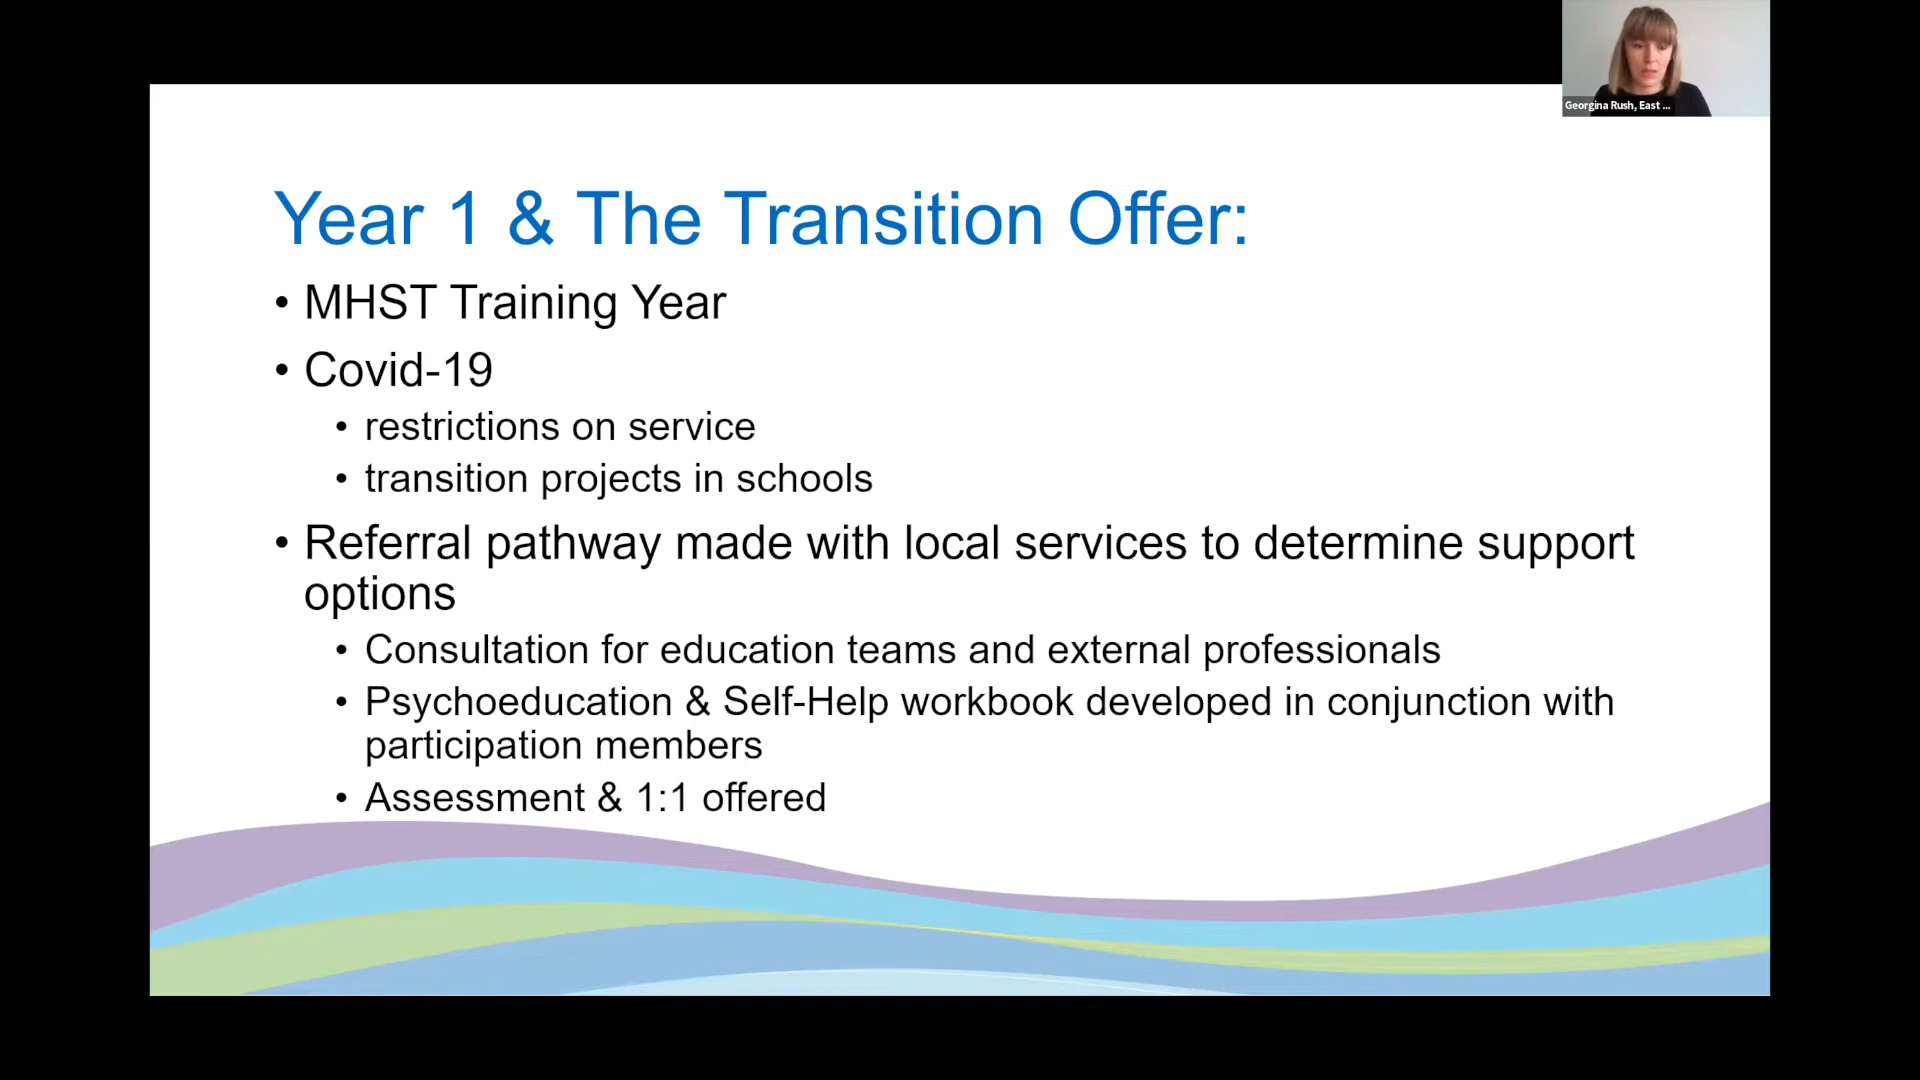 Georgina Rush, East ...
Year 1 & The Transition Offer:
• MHST Training Year
• Covid-19
• restrictions on service
• transition projects in schools
• Referral pathway made with local services to determine support
options
• Consultation for education teams and external professionals
• Psychoeducation & Self-Help workbook developed in conjunction with
participation members
• Assessment & 1:1 offered